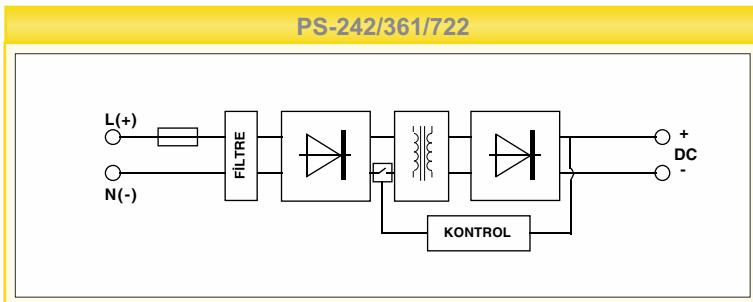 PS-242/361/722
L(+)
N(-)
FİLTRE
KONTROL
+
DC
-